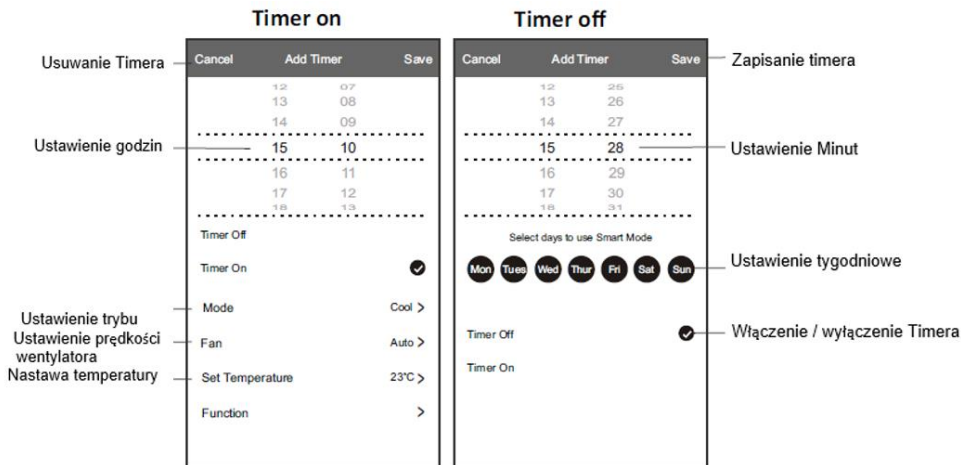 Timer on
Timer off
Usuwanie Timera
Cancel Add Timer Save
Cancel Add Timer Save
Zapisanie timera
12 07
13 08
14 09
15 10
16 11
17 12
18 13
Ustawienie godzin
12 25
13 26
14 27
15 28
16 29
17 30
18 31
Ustawienie Minut
Timer Off
Timer On
Mode Cool >
Fan Auto >
Set Temperature 23°C >
Function >
Ustawienie trybu
Ustawienie prędkości
wentylatora
Nastawa temperatury
Select days to use Smart Mode
Mon Tues Wed Thur Fri Sat Sun
Ustawienie tygodniowe
Timer Off
Timer On
Włączenie / wyłączenie Timera